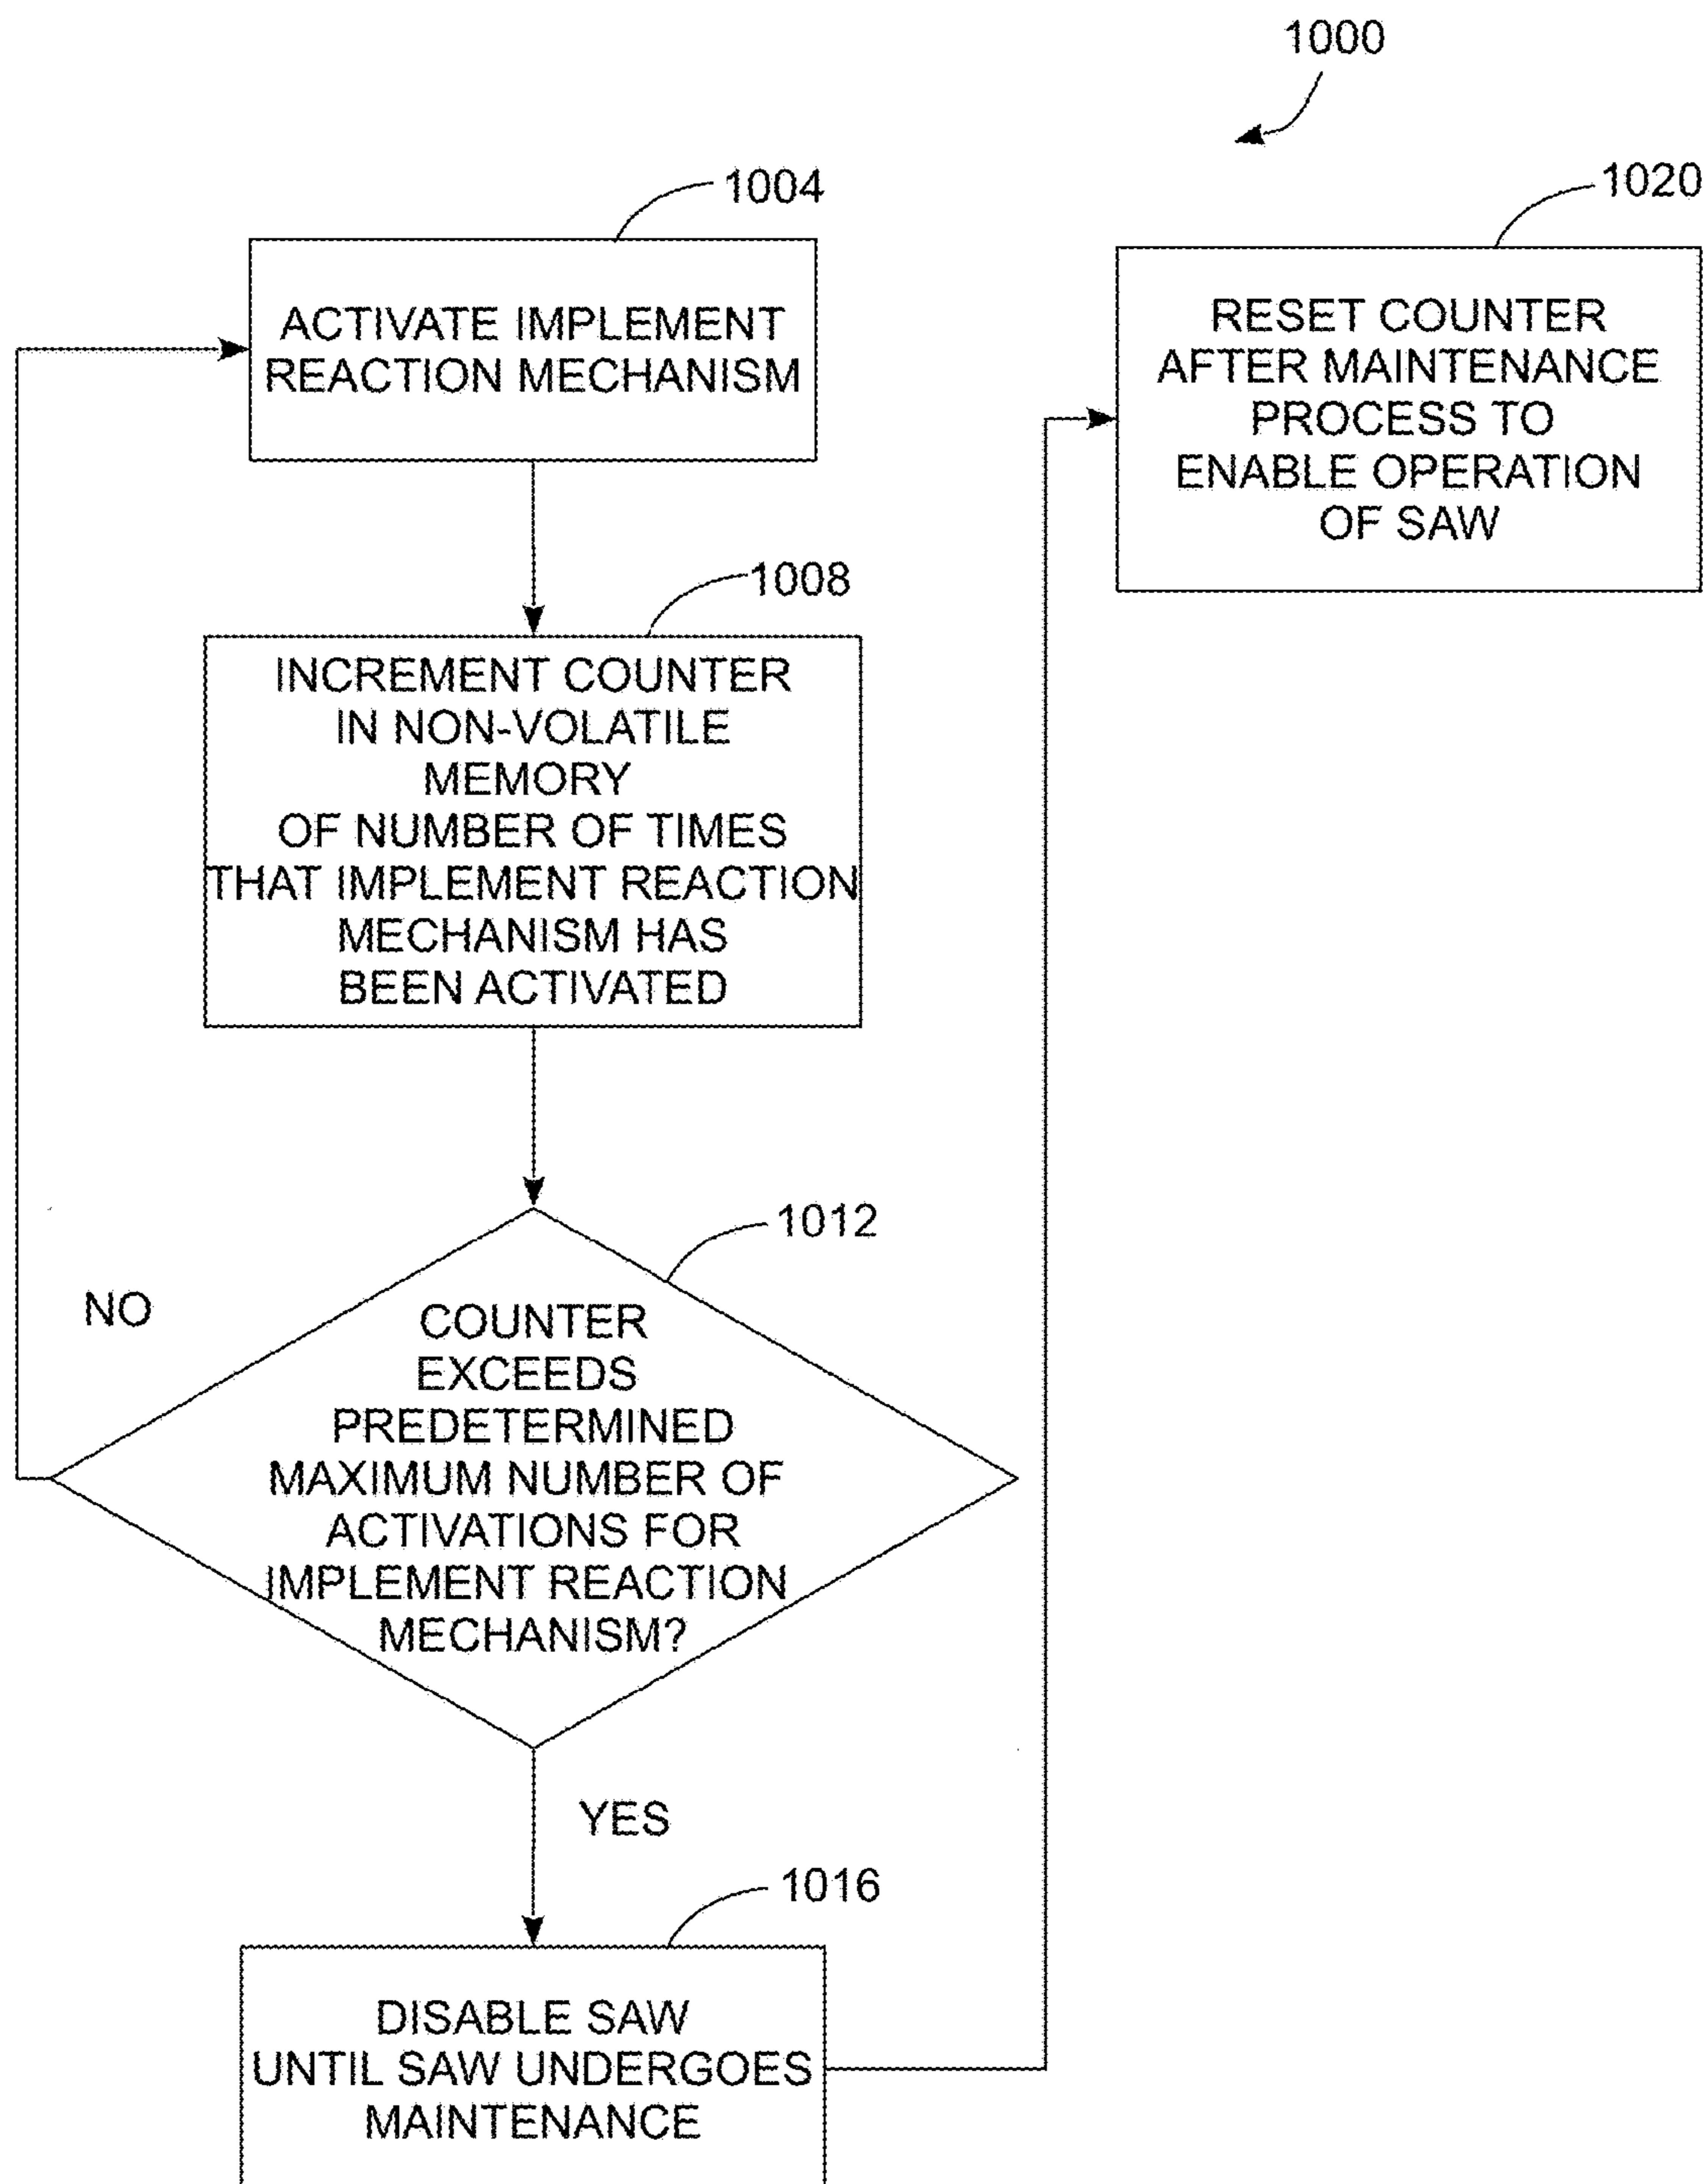 1000
1004
ACTIVATE IMPLEMENT
REACTION MECHANISM
1008
INCREMENT COUNTER
IN NON-VOLATILE
MEMORY
OF NUMBER OF TIMES
THAT IMPLEMENT REACTION
MECHANISM HAS
BEEN ACTIVATED
1012
NO
COUNTER
EXCEEDS
PREDETERMINED
MAXIMUM NUMBER OF
ACTIVATIONS FOR
IMPLEMENT REACTION
MECHANISM?
YES
1016
DISABLE SAW
UNTIL SAW UNDERGOES
MAINTENANCE
1020
RESET COUNTER
AFTER MAINTENANCE
PROCESS TO
ENABLE OPERATION
OF SAW